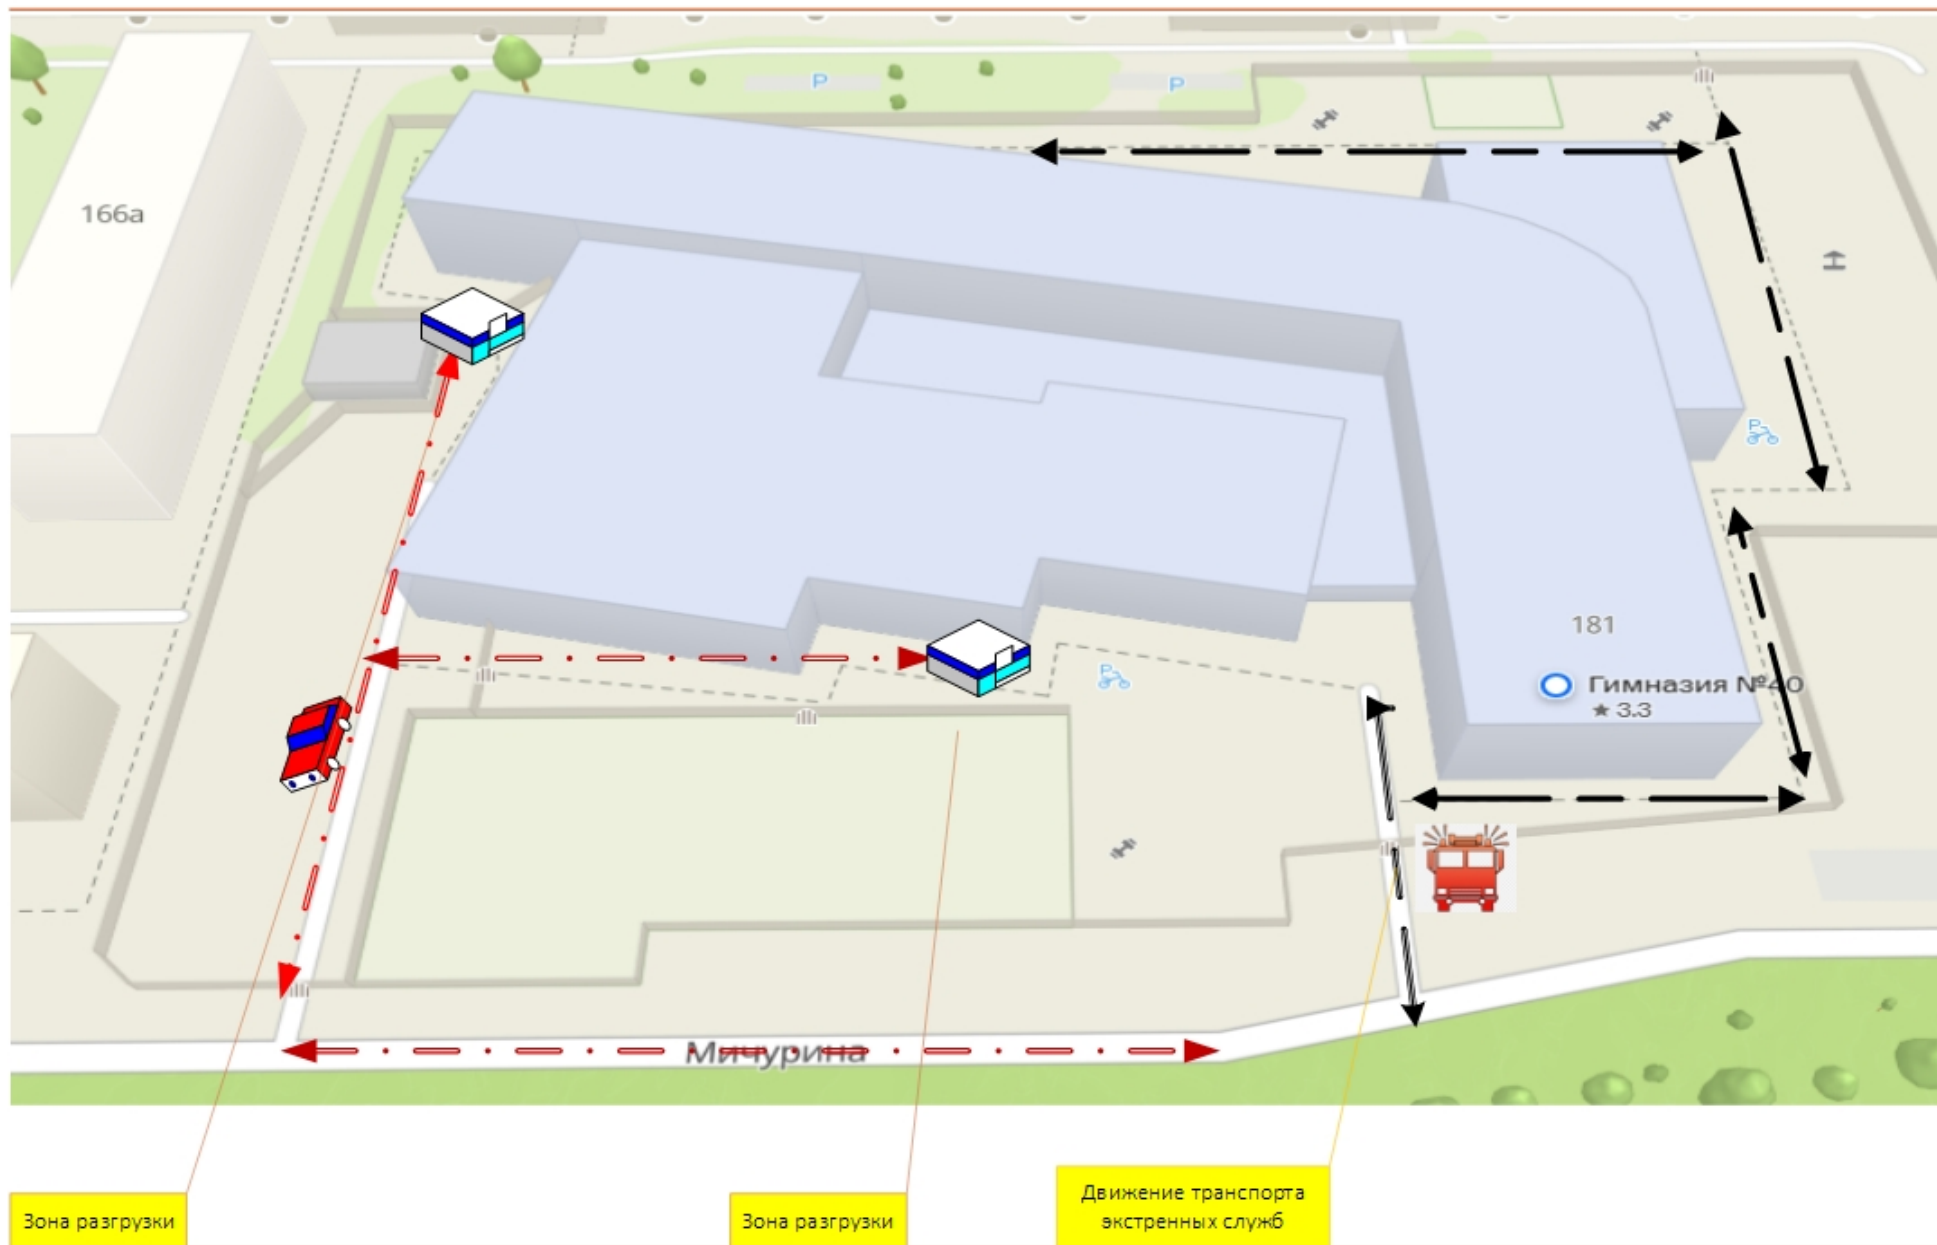 P
P
166а
P
181
Гимназия №40
★ 3.3
P
Мичурина
Движение транспорта
экстренных служб
Зона разгрузки
Зона разгрузки